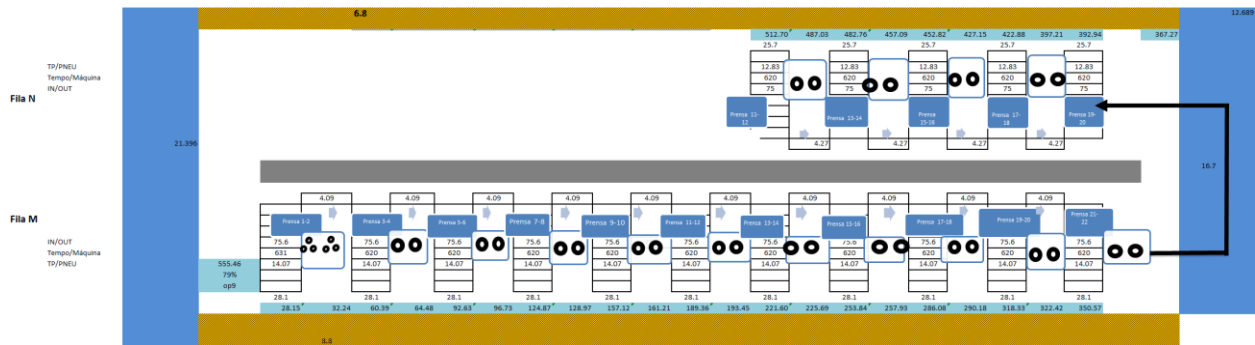 6.8
12.689
512.70 487.03 482.76 457.09 452.82 427.15 422.88 397.21 392.94 367.27
25.7 25.7 25.7 25.7 25.7
TP/PNEU 12.83 12.83 12.83 12.83 12.83
Tempo/Máquina 620 620 620 620 620
IN/OUT 75 75 75 75 75
Fila N
Prensa 11-12 Prensa 13-14 Prensa 15-16 Prensa 17-18 Prensa 19-20
21.396
4.27 4.27 4.27 4.27
16.7
4.09 4.09 4.09 4.09 4.09 4.09 4.09 4.09 4.09 4.09
Fila M
Prensa 1-2 Prensa 3-4 Prensa 5-6 Prensa 7-8 Prensa 9-10 Prensa 11-12 Prensa 13-14 Prensa 15-16 Prensa 17-18 Prensa 19-20 Prensa 21-22
IN/OUT 75.6 75.6 75.6 75.6 75.6 75.6 75.6 75.6 75.6 75.6 75.6
Tempo/Máquina 631 620 620 620 620 620 620 620 620 620 620
TP/PNEU 14.07 14.07 14.07 14.07 14.07 14.07 14.07 14.07 14.07 14.07 14.07
555.46
79%
op9
28.1 28.1 28.1 28.1 28.1 28.1 28.1 28.1 28.1 28.1 28.1
28.15 32.24 60.39 64.48 92.63 96.73 124.87 128.97 157.12 161.21 189.36 193.45 221.60 225.69 253.84 257.93 286.08 290.18 318.33 322.42 350.57
8.8